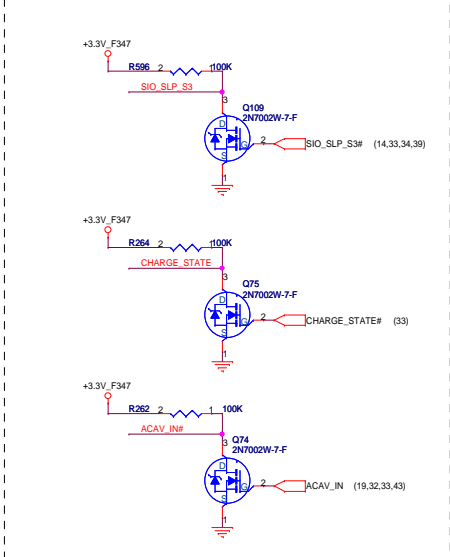 +3.3V_F347
R596 2 1 100K
SIO_SLP_S3
3
Q109
2N7002W-7-F
D
G 2 SIO_SLP_S3# (14,33,34,39)
S
1
+3.3V_F347
R264 2 1 100K
CHARGE_STATE
3
Q75
2N7002W-7-F
D
G 2 CHARGE_STATE# (33)
S
1
+3.3V_F347
R262 2 1 100K
ACAV_IN#
3
Q74
2N7002W-7-F
D
G 2 ACAV_IN (19,32,33,43)
S
1